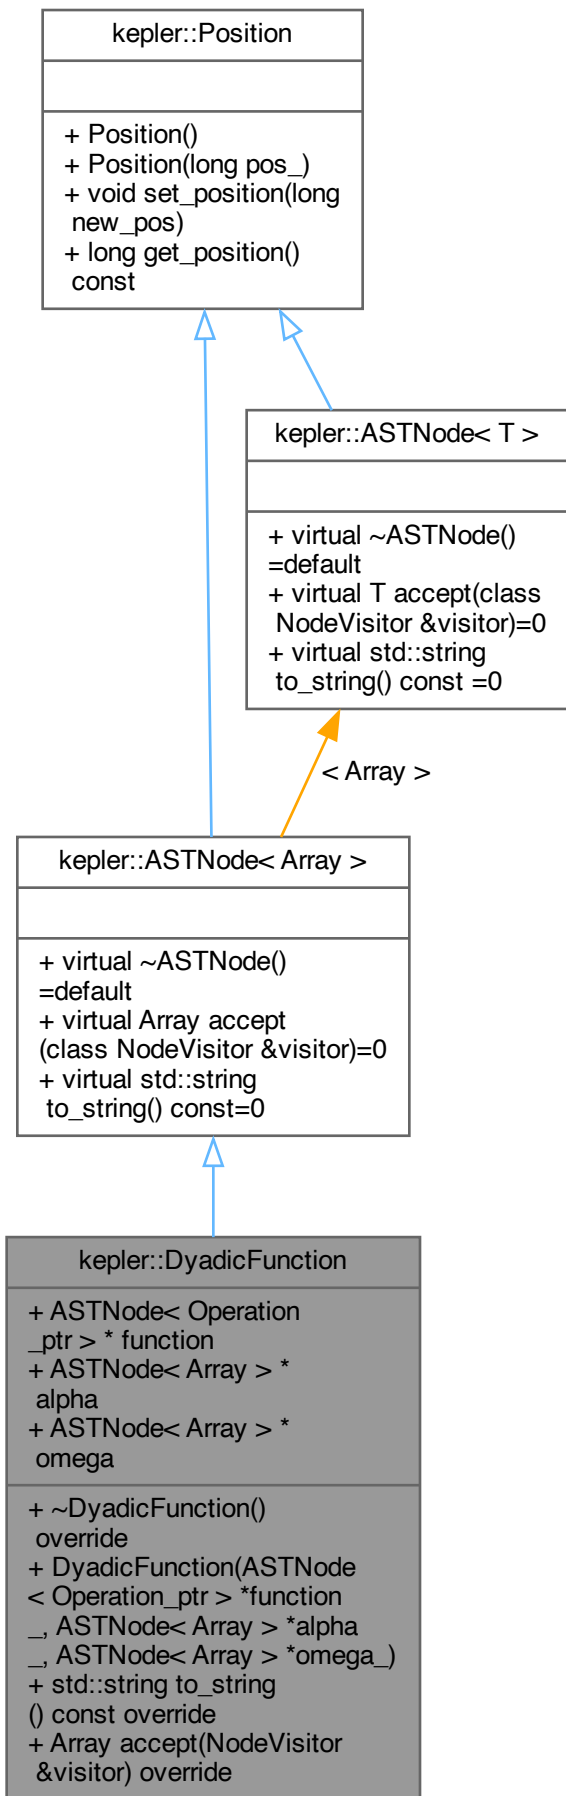 kepler::Position
+ Position()
+ Position(long pos_)
+ void set_position(long
new_pos)
+ long get_position()
const
kepler::ASTNode< T >
+ virtual ~ASTNode()
=default
+ virtual T accept(class
NodeVisitor &visitor)=0
+ virtual std::string
to_string() const =0
< Array >
kepler::ASTNode< Array >
+ virtual ~ASTNode()
=default
+ virtual Array accept
(class NodeVisitor &visitor)=0
+ virtual std::string
to_string() const=0
kepler::DyadicFunction
+ ASTNode< Operation
_ptr > * function
+ ASTNode< Array > *
alpha
+ ASTNode< Array > *
omega
+ ~DyadicFunction()
override
+ DyadicFunction(ASTNode
< Operation_ptr > *function
_, ASTNode< Array > *alpha
_, ASTNode< Array > *omega_)
+ std::string to_string
() const override
+ Array accept(NodeVisitor
&visitor) override